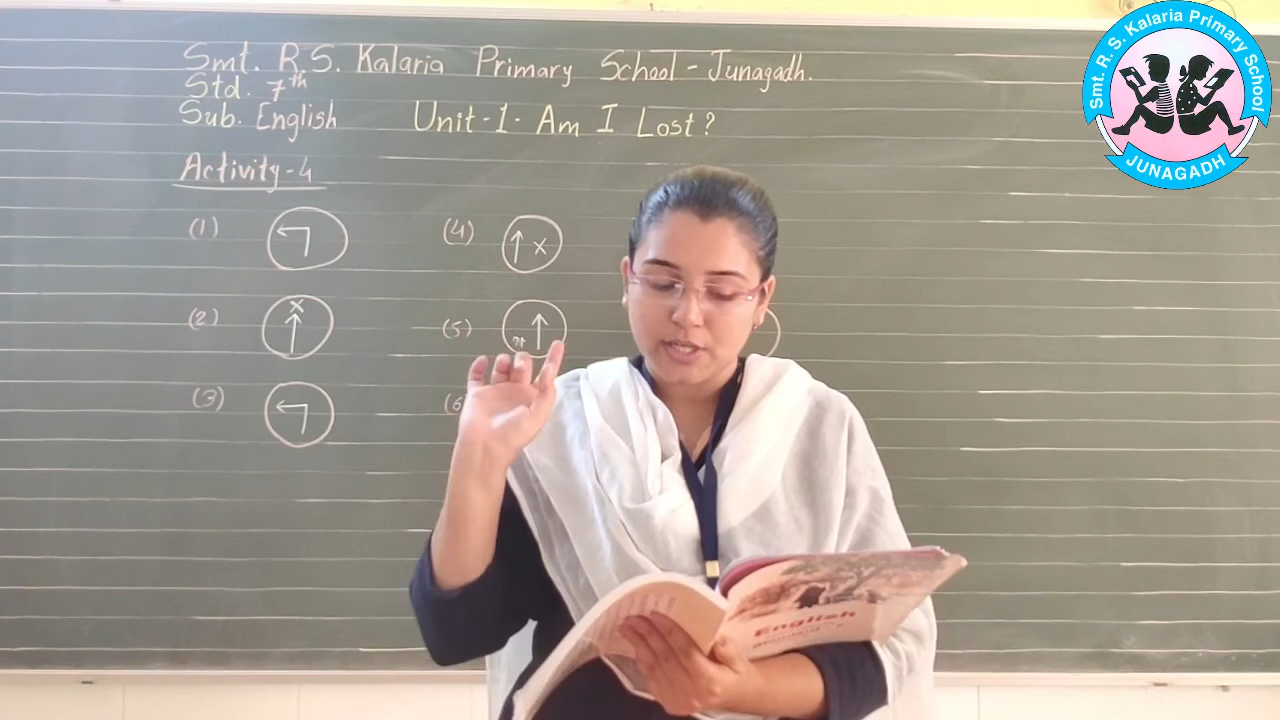 Smt. R.S. Kalaria Primary School - Junagadh.
Std. 7th
Sub. English Unit-1. Am I Lost?
Activity-4
(1) (4)
x
(2) x (5)
(3) (6
Smt. R. S. Kalaria Primary School
JUNAGADH
English